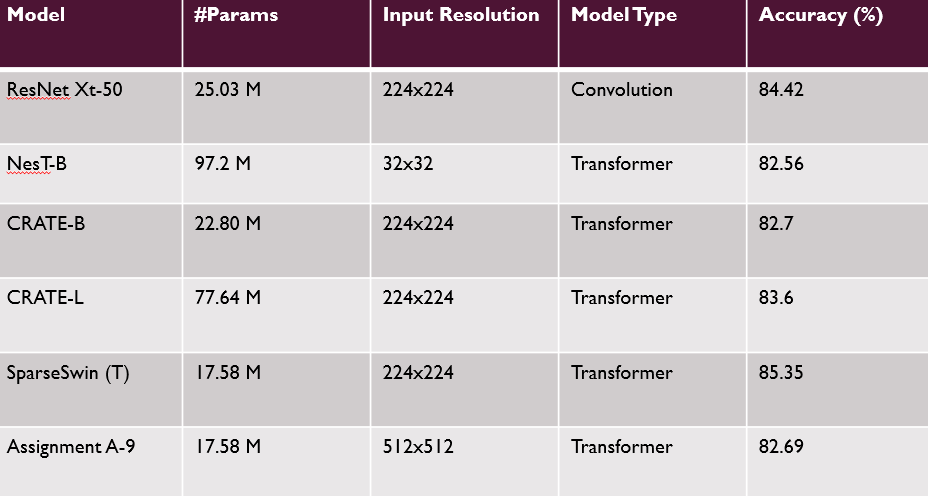 Model #Params Input Resolution Model Type Accuracy (%)
ResNet Xt-50 25.03 M 224x224 Convolution 84.42
NesT-B 97.2 M 32x32 Transformer 82.56
CRATE-B 22.80 M 224x224 Transformer 82.7
CRATE-L 77.64 M 224x224 Transformer 83.6
SparseSwin (T) 17.58 M 224x224 Transformer 85.35
Assignment A-9 17.58 M 512x512 Transformer 82.69